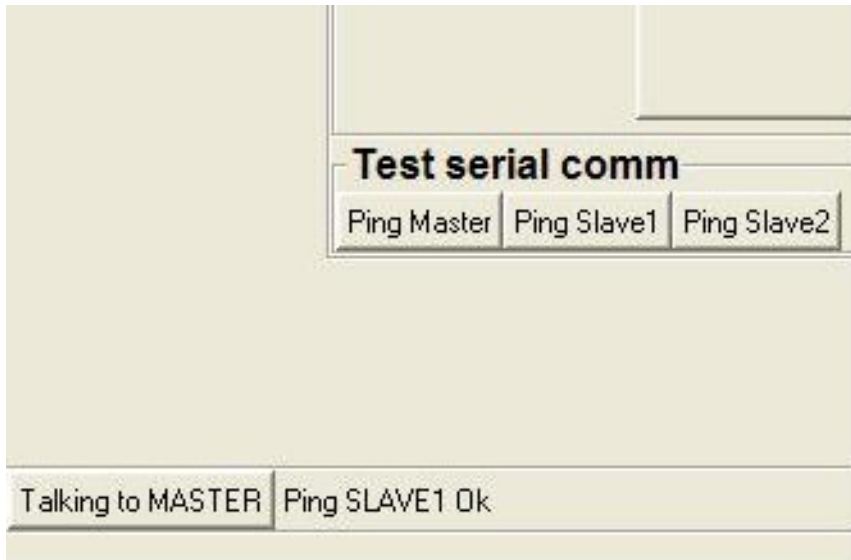 Test serial comm
Ping Master Ping Slave1 Ping Slave2
Talking to MASTER Ping SLAVE1 Ok